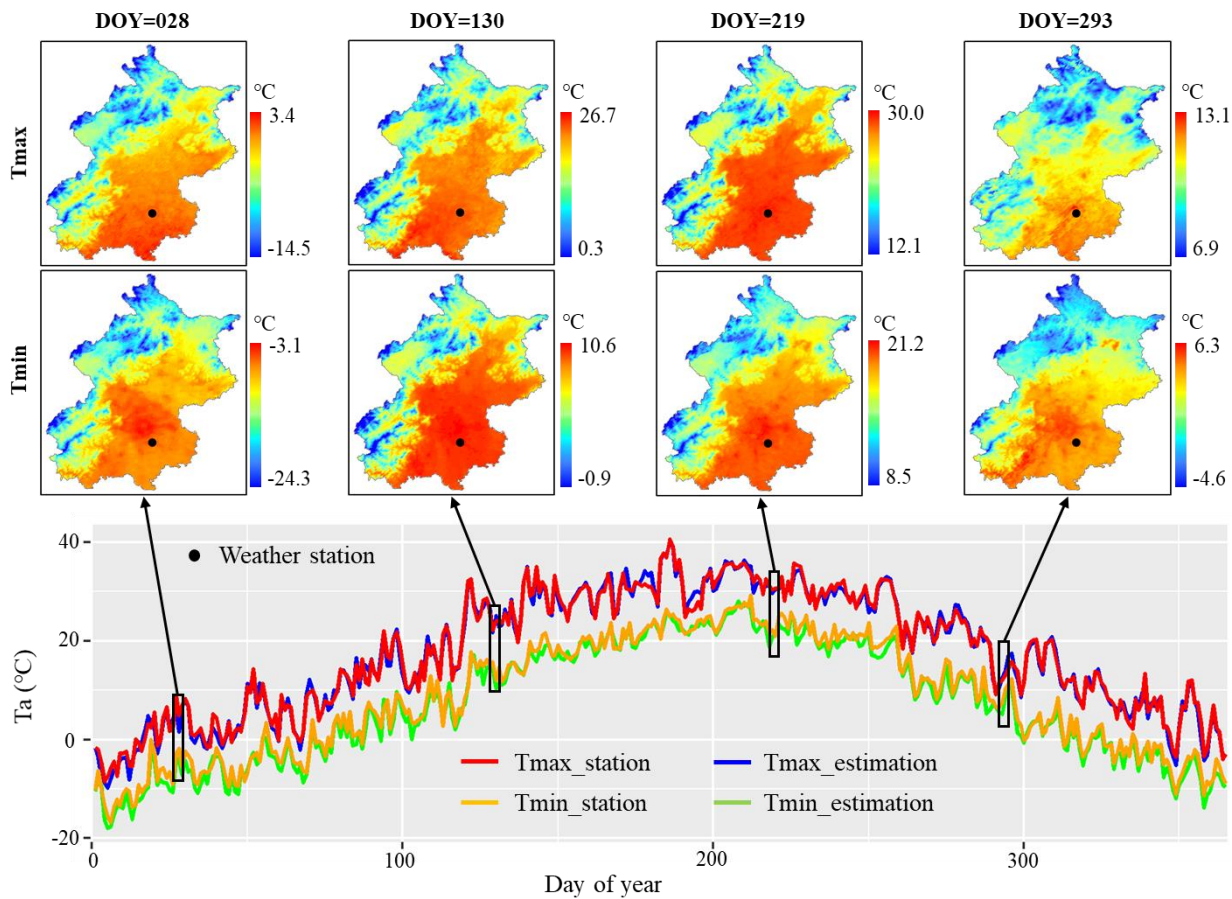 DOY=028 DOY=130 DOY=219 DOY=293
Tmax
°C 3.4 -14.5
°C 26.7 0.3
°C 30.0 12.1
°C 13.1 6.9
Tmin
°C -3.1 -24.3
°C 10.6 -0.9
°C 21.2 8.5
°C 6.3 -4.6
Ta (°C)
40
20
0
-20
Weather station
Tmax_station Tmax_estimation
Tmin_station Tmin_estimation
0 100 200 300
Day of year